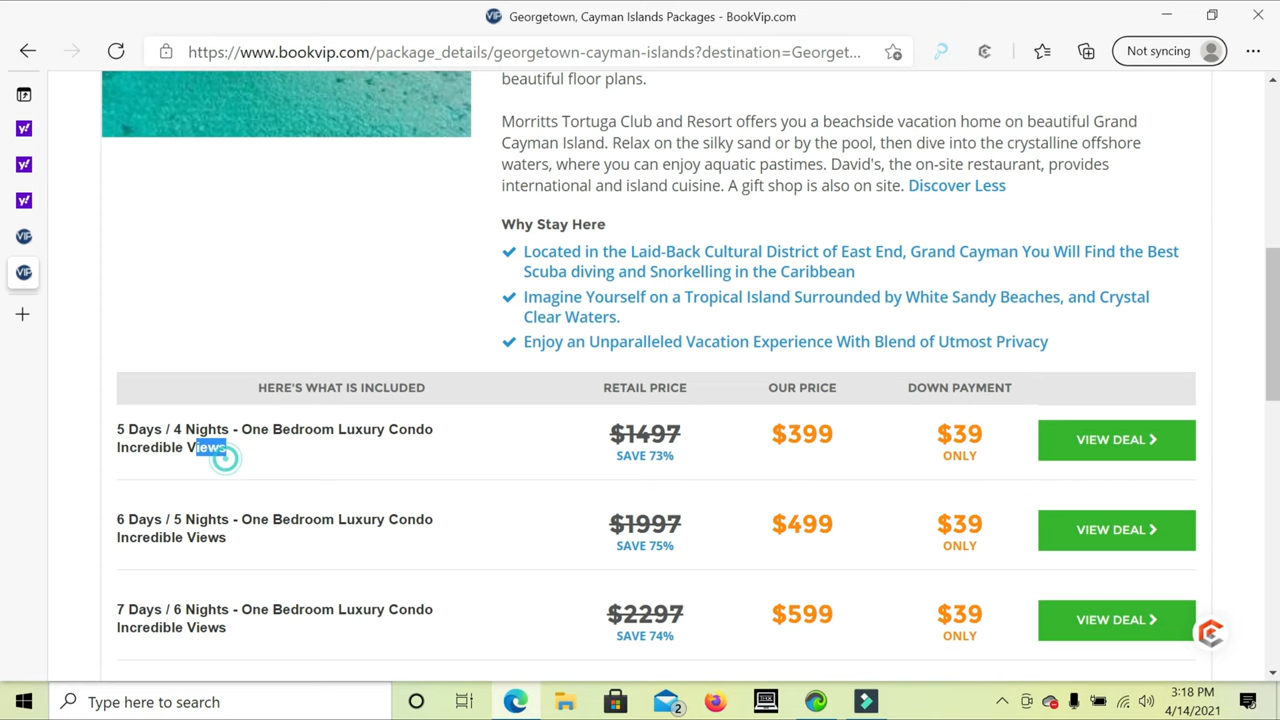 VIP Georgetown, Cayman Islands Packages - BookVip.com
https://www.bookvip.com/package_details/georgetown-cayman-islands?destination=Georget...
Not syncing
beautiful floor plans.
Morritts Tortuga Club and Resort offers you a beachside vacation home on beautiful Grand
Cayman Island. Relax on the silky sand or by the pool, then dive into the crystalline offshore
waters, where you can enjoy aquatic pastimes. David's, the on-site restaurant, provides
international and island cuisine. A gift shop is also on site. Discover Less
Why Stay Here
Located in the Laid-Back Cultural District of East End, Grand Cayman You Will Find the Best
Scuba diving and Snorkelling in the Caribbean
Imagine Yourself on a Tropical Island Surrounded by White Sandy Beaches, and Crystal
Clear Waters.
Enjoy an Unparalleled Vacation Experience With Blend of Utmost Privacy
HERE'S WHAT IS INCLUDED RETAIL PRICE OUR PRICE DOWN PAYMENT
5 Days / 4 Nights - One Bedroom Luxury Condo
Incredible Views
$1497 $399 $39 VIEW DEAL
SAVE 73% ONLY
6 Days / 5 Nights - One Bedroom Luxury Condo
Incredible Views
$1997 $499 $39 VIEW DEAL
SAVE 75% ONLY
7 Days / 6 Nights - One Bedroom Luxury Condo
Incredible Views
$2297 $599 $39 VIEW DEAL
SAVE 74% ONLY
Type here to search
2
3:18 PM
4/14/2021